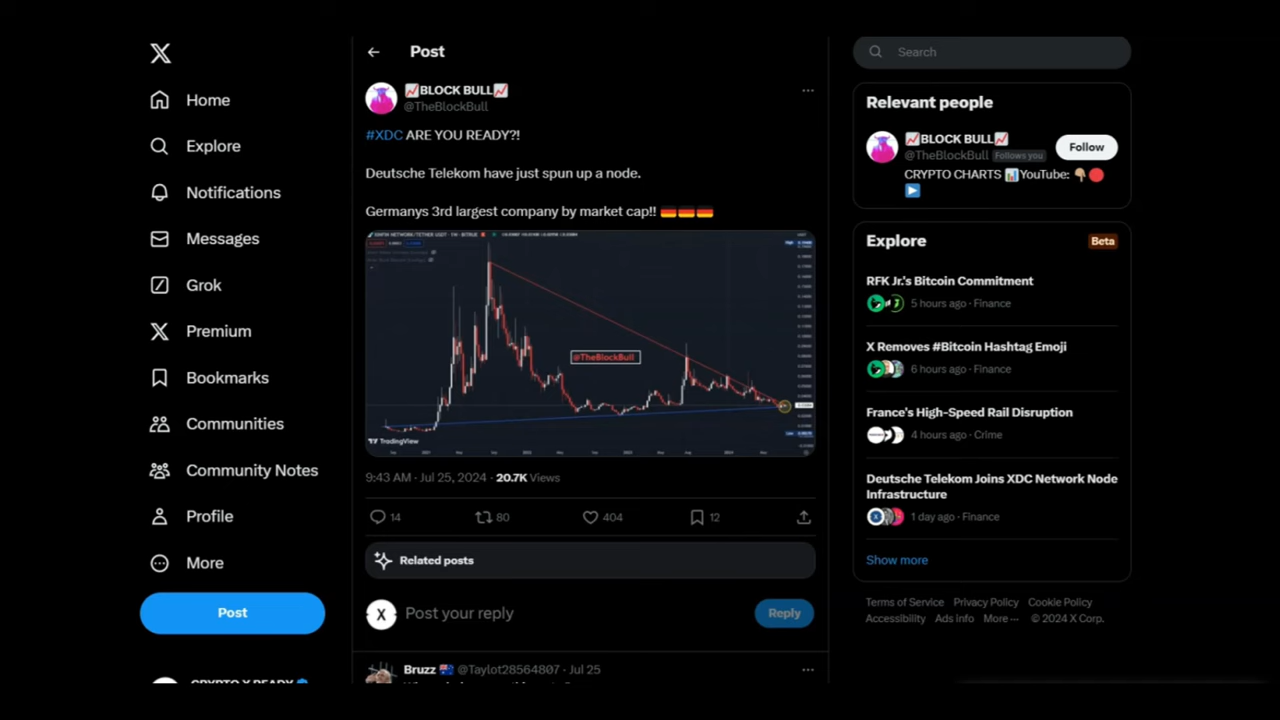 Home
Explore
Notifications
Messages
Grok
Premium
Bookmarks
Communities
Community Notes
Profile
More
Post
Post
📈BLOCK BULL📈
@TheBlockBull
#XDC ARE YOU READY?!
Deutsche Telekom have just spun up a node.
Germanys 3rd largest company by market cap!! 🇩🇪🇩🇪🇩🇪
@TheBlockBull
TradingView
9:43 AM · Jul 25, 2024 · 20.7K Views
14 80 404 12
Related posts
X
Post your reply
Reply
Bruzz 🇦🇺 @Taylot28564807 · Jul 25
Search
Relevant people
📈BLOCK BULL📈
@TheBlockBull Follows you
Follow
CRYPTO CHARTS 📊YouTube: 👇🏽🔴
▶️
Explore
Beta
RFK Jr.'s Bitcoin Commitment
5 hours ago · Finance
X Removes #Bitcoin Hashtag Emoji
6 hours ago · Finance
France's High-Speed Rail Disruption
4 hours ago · Crime
Deutsche Telekom Joins XDC Network Node
Infrastructure
1 day ago · Finance
Show more
Terms of Service Privacy Policy Cookie Policy
Accessibility Ads info More ··· © 2024 X Corp.